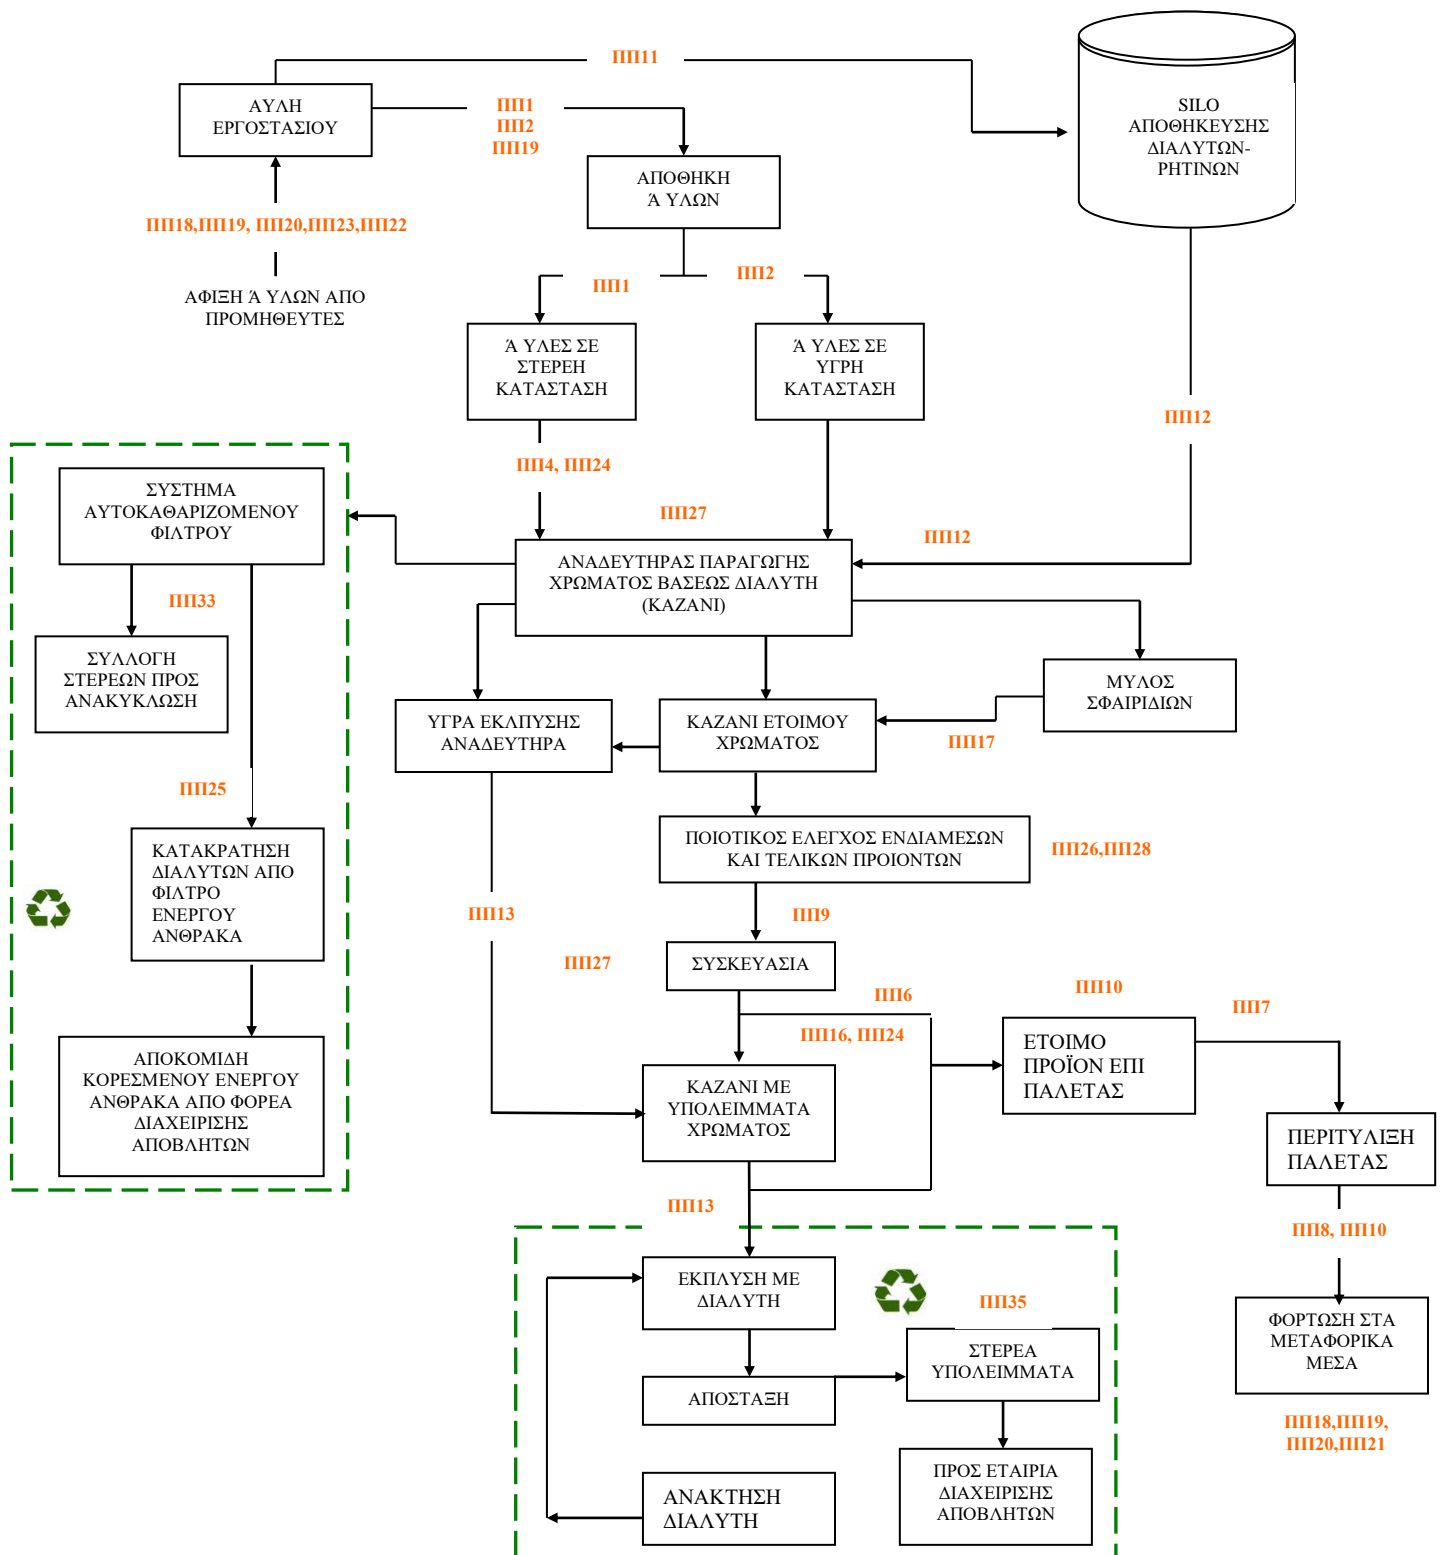 ΠΠ11
ΑΥΛΗ
ΕΡΓΟΣΤΑΣΙΟΥ
ΠΠ1
ΠΠ2
ΠΠ19
SILO
ΑΠΟΘΗΚΕΥΣΗΣ
ΔΙΑΛΥΤΩΝ-
ΡΗΤΙΝΩΝ
ΑΠΟΘΗΚΗ
Ά ΥΛΩΝ
ΠΠ18,ΠΠ19, ΠΠ20,ΠΠ23,ΠΠ22
ΑΦΙΞΗ Ά ΥΛΩΝ ΑΠΟ
ΠΡΟΜΗΘΕΥΤΕΣ
ΠΠ1
ΠΠ2
Ά ΥΛΕΣ ΣΕ
ΣΤΕΡΕΗ
ΚΑΤΑΣΤΑΣΗ
Ά ΥΛΕΣ ΣΕ
ΥΓΡΗ
ΚΑΤΑΣΤΑΣΗ
ΠΠ12
ΠΠ4, ΠΠ24
ΣΥΣΤΗΜΑ
ΑΥΤΟΚΑΘΑΡΙΖΟΜΕΝΟΥ
ΦΙΛΤΡΟΥ
ΠΠ27
ΠΠ12
ΑΝΑΔΕΥΤΗΡΑΣ ΠΑΡΑΓΩΓΗΣ
ΧΡΩΜΑΤΟΣ ΒΑΣΕΩΣ ΔΙΑΛΥΤΗ
(ΚΑΖΑΝΙ)
ΠΠ33
ΣΥΛΛΟΓΗ
ΣΤΕΡΕΩΝ ΠΡΟΣ
ΑΝΑΚΥΚΛΩΣΗ
ΥΓΡΑ ΕΚΛΠΥΣΗΣ
ΑΝΑΔΕΥΤΗΡΑ
ΚΑΖΑΝΙ ΕΤΟΙΜΟΥ
ΧΡΩΜΑΤΟΣ
ΜΥΛΟΣ
ΣΦΑΙΡΙΔΙΩΝ
ΠΠ17
ΠΠ25
ΠΟΙΟΤΙΚΟΣ ΕΛΕΓΧΟΣ ΕΝΔΙΑΜΕΣΩΝ
ΚΑΙ ΤΕΛΙΚΩΝ ΠΡΟΙΟΝΤΩΝ
ΠΠ26,ΠΠ28
ΚΑΤΑΚΡΑΤΗΣΗ
ΔΙΑΛΥΤΩΝ ΑΠΟ
ΦΙΛΤΡΟ
ΕΝΕΡΓΟΥ
ΑΝΘΡΑΚΑ
ΠΠ13
ΠΠ9
ΠΠ27
ΣΥΣΚΕΥΑΣΙΑ
ΠΠ6
ΠΠ10
ΠΠ7
ΠΠ16, ΠΠ24
ΕΤΟΙΜΟ
ΠΡΟΪΟΝ ΕΠΙ
ΠΑΛΕΤΑΣ
ΑΠΟΚΟΜΙΔΗ
ΚΟΡΕΣΜΕΝΟΥ ΕΝΕΡΓΟΥ
ΑΝΘΡΑΚΑ ΑΠΟ ΦΟΡΕΑ
ΔΙΑΧΕΙΡΙΣΗΣ
ΑΠΟΒΛΗΤΩΝ
ΚΑΖΑΝΙ ΜΕ
ΥΠΟΛΕΙΜΜΑΤΑ
ΧΡΩΜΑΤΟΣ
ΠΕΡΙΤΥΛΙΞΗ
ΠΑΛΕΤΑΣ
ΠΠ13
ΠΠ8, ΠΠ10
ΕΚΠΛΥΣΗ ΜΕ
ΔΙΑΛΥΤΗ
ΠΠ35
ΣΤΕΡΕΑ
ΥΠΟΛΕΙΜΜΑΤΑ
ΦΟΡΤΩΣΗ ΣΤΑ
ΜΕΤΑΦΟΡΙΚΑ
ΜΕΣΑ
ΑΠΟΣΤΑΞΗ
ΠΠ18,ΠΠ19,
ΠΠ20,ΠΠ21
ΑΝΑΚΤΗΣΗ
ΔΙΑΛΥΤΗ
ΠΡΟΣ ΕΤΑΙΡΙΑ
ΔΙΑΧΕΙΡΙΣΗΣ
ΑΠΟΒΛΗΤΩΝ